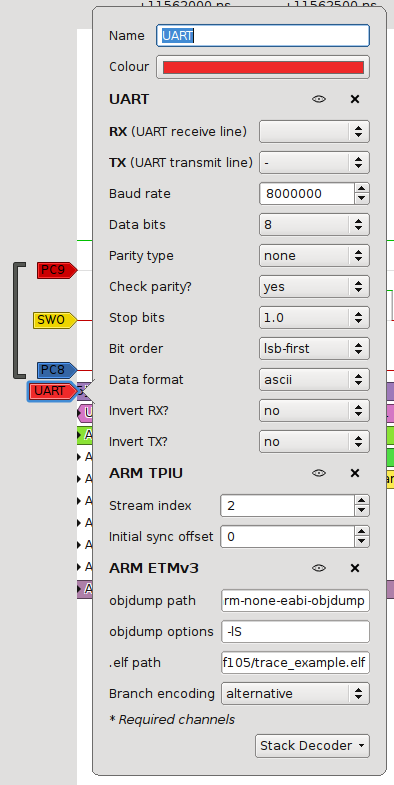 +11562000 ns +11562500 ns
Name UART
Colour
UART
RX (UART receive line)
TX (UART transmit line) -
Baud rate 8000000
Data bits 8
Parity type none
Check parity? yes
Stop bits 1.0
Bit order lsb-first
Data format ascii
Invert RX? no
Invert TX? no
ARM TPIU
Stream index 2
Initial sync offset 0
ARM ETMv3
objdump path rm-none-eabi-objdump
objdump options -lS
.elf path f105/trace_example.elf
Branch encoding alternative
* Required channels
Stack Decoder
PC9
SWO
PC8
UART
U
A
A
A
A
A
A
A
A